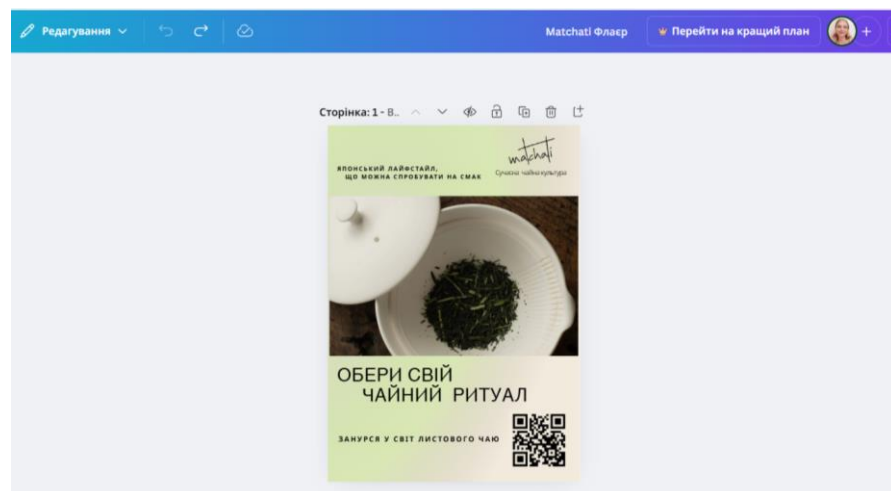 Редагування
Matchati Флаєр
Перейти на кращий план
Сторінка: 1 - В..
matchati
Сучасна чайна культура
ЯПОНСЬКИЙ ЛАЙФСТАЙЛ,
ЩО МОЖНА СПРОБУВАТИ НА СМАК
ОБЕРИ СВІЙ
ЧАЙНИЙ РИТУАЛ
ЗАНУРСЯ У СВІТ ЛИСТОВОГО ЧАЮ